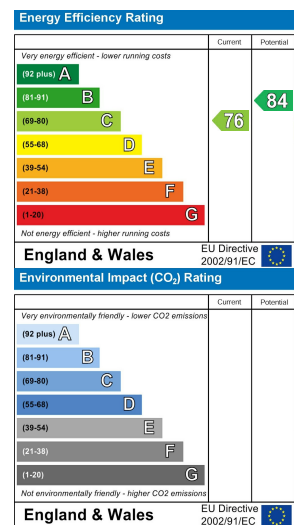 Energy Efficiency Rating
Current Potential
Very energy efficient - lower running costs
(92 plus) A
(81-91) B
84
(69-80) C
76
(55-68) D
(39-54) E
(21-38) F
(1-20) G
Not energy efficient - higher running costs
England & Wales
EU Directive
2002/91/EC
Environmental Impact (CO₂) Rating
Current Potential
Very environmentally friendly - lower CO2 emissions
(92 plus) A
(81-91) B
(69-80) C
(55-68) D
(39-54) E
(21-38) F
(1-20) G
Not environmentally friendly - higher CO2 emissions
England & Wales
EU Directive
2002/91/EC